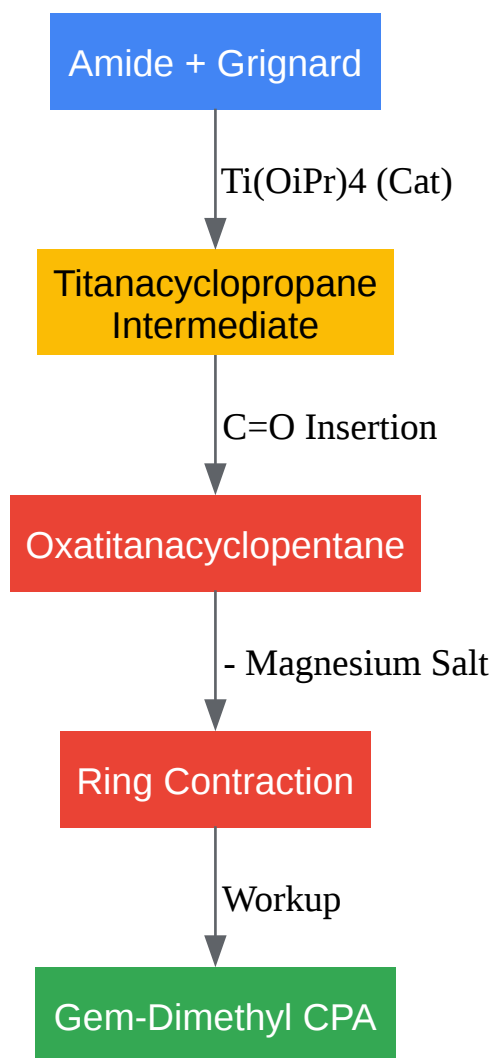 Amide + Grignard
Ti(OiPr)4 (Cat)
Titanacyclopropane
Intermediate
C=O Insertion
Oxatitanacyclopentane
- Magnesium Salt
Ring Contraction
Workup
Gem-Dimethyl CPA